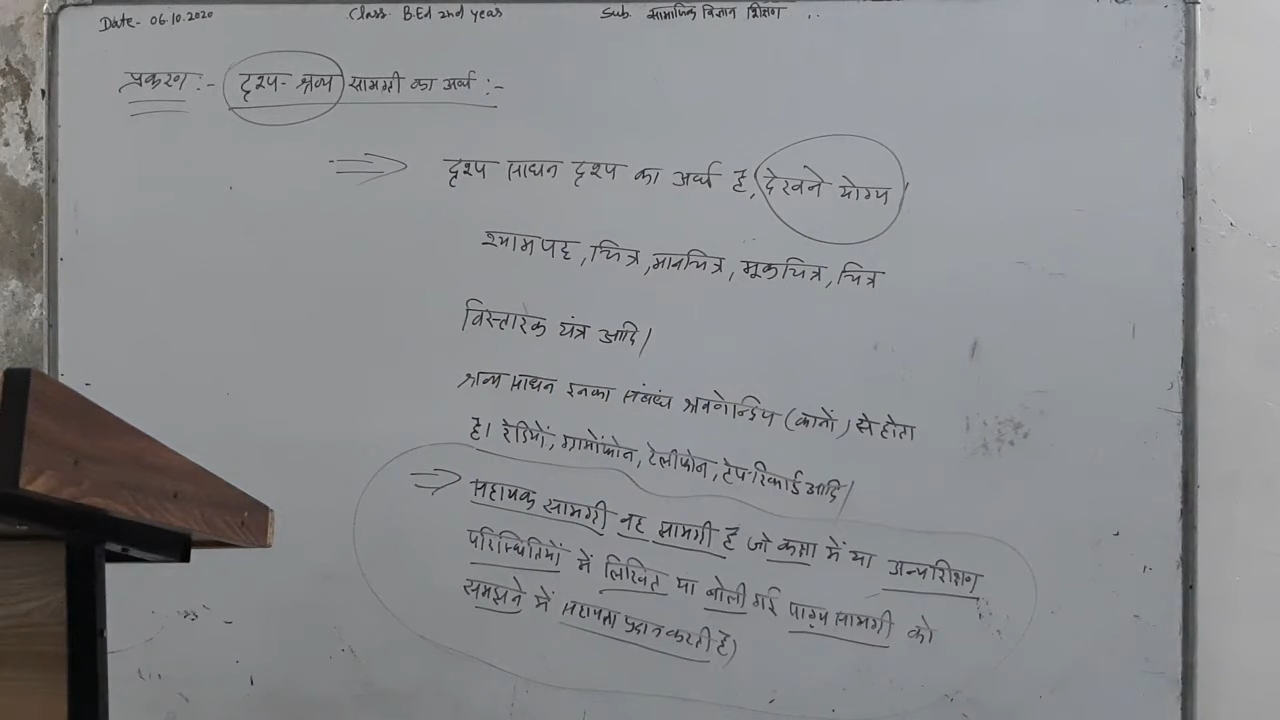 Date- 06.10.2020 Class. B.Ed 2nd year Sub. सामाजिक विज्ञान शिक्षण
प्रकरण :- दृश्य-श्रव्य सामग्री का अर्थ :-
⇒ दृश्य साधन दृश्य का अर्थ है, देखने योग्य।
श्यामपट्ट, चित्र, मानचित्र, मूकचित्र, चित्र
विस्तारक यंत्र आदि।
श्रव्य साधन इनका संबंध श्रवणेन्द्रिय (कानों) से होता
है। रेडियों, ग्रामोंफोन, टेलीफोन, टेपरिकार्ड आदि।
⇒ सहायक सामग्री वह सामग्री है जो कक्षा में या अन्य शिक्षण
परिस्थितियों में लिखित या बोली गई पाठ्य सामग्री को
समझने में सहायता प्रदान करती है।